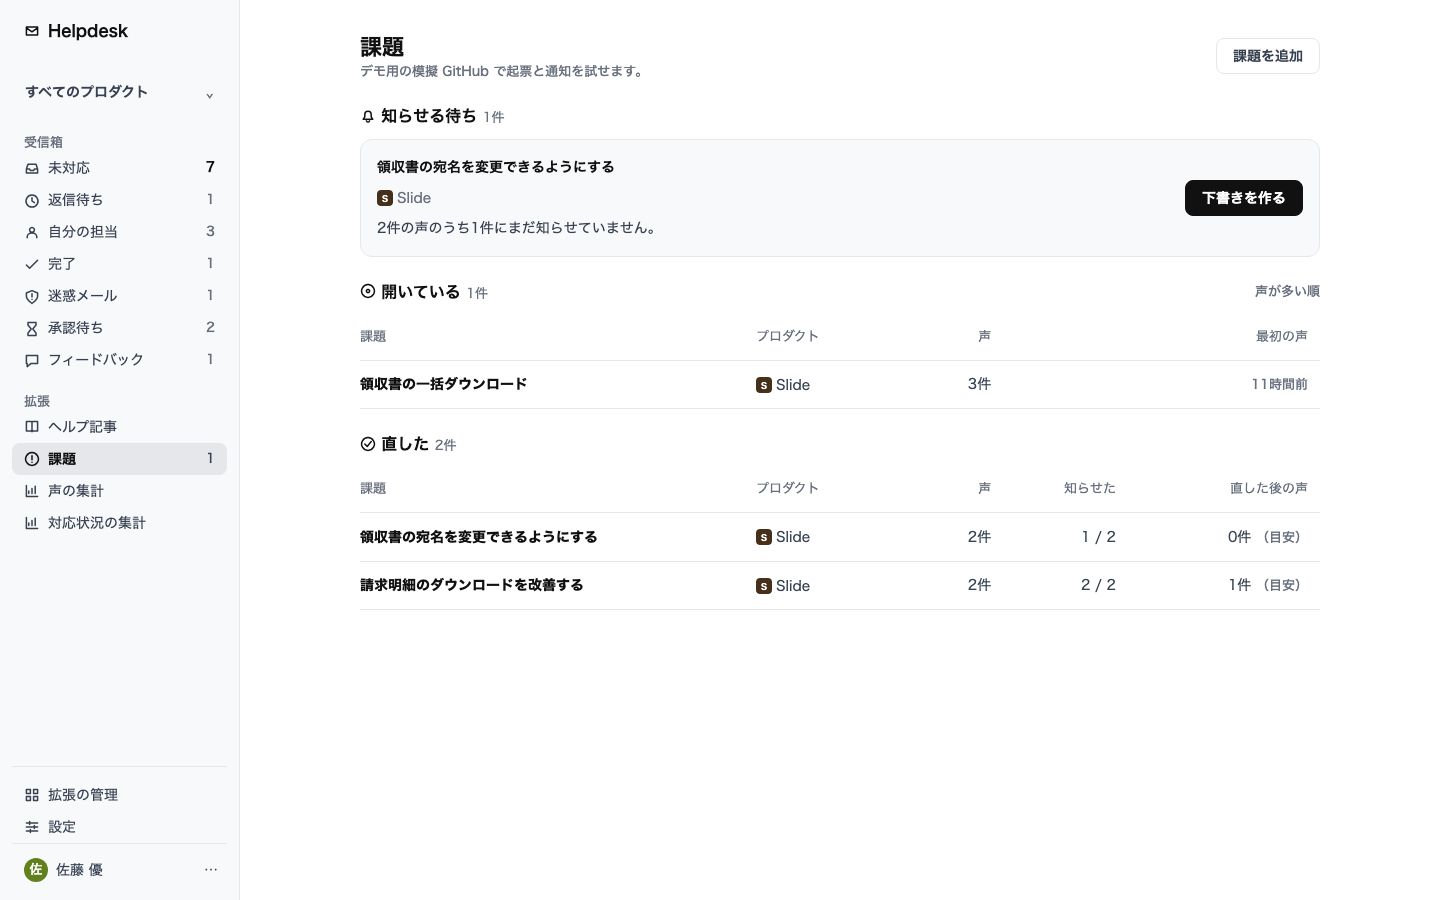 Helpdesk
すべてのプロダクト
受信箱
未対応 7
返信待ち 1
自分の担当 3
完了 1
迷惑メール 1
承認待ち 2
フィードバック 1
拡張
ヘルプ記事
課題 1
声の集計
対応状況の集計
拡張の管理
設定
佐 佐藤 優 …
課題
デモ用の模擬 GitHub で起票と通知を試せます。
課題を追加
知らせる待ち 1件
領収書の宛名を変更できるようにする
S Slide
2件の声のうち1件にまだ知らせていません。
下書きを作る
開いている 1件 声が多い順
課題 プロダクト 声 最初の声
領収書の一括ダウンロード S Slide 3件 11時間前
直した 2件
課題 プロダクト 声 知らせた 直した後の声
領収書の宛名を変更できるようにする S Slide 2件 1 / 2 0件 (目安)
請求明細のダウンロードを改善する S Slide 2件 2 / 2 1件 (目安)